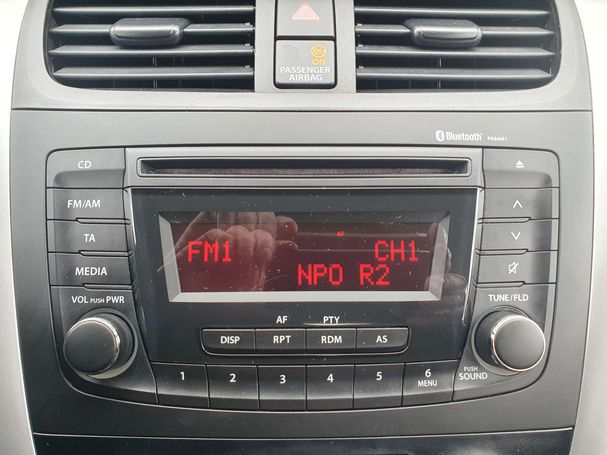 ON
PASSENGER
AIRBAG
Bluetooth PA84M1
CD
FM/AM
TA
MEDIA
VOL PUSH PWR
AF
FM1 CH1
NPO R2
AF PTY
DISP RPT RDM AS
1 2 3 4 5 6
MENU
TUNE/FLD
PUSH
SOUND